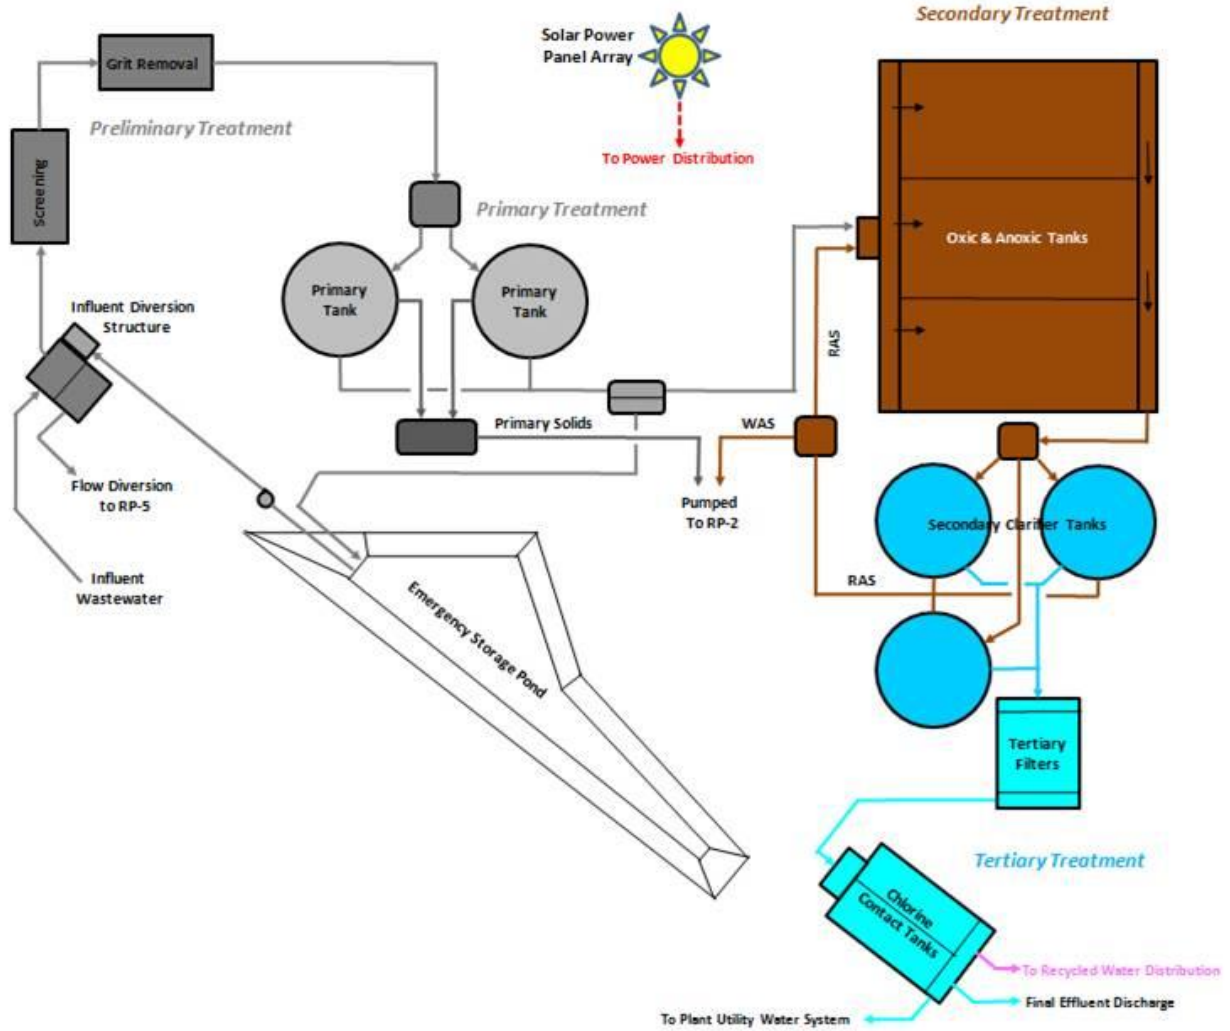 Secondary Treatment
Solar Power
Panel Array
To Power Distribution
Grit Removal
Preliminary Treatment
Screening
Primary Treatment
Primary
Tank
Primary
Tank
Oxic & Anoxic Tanks
Influent Diversion
Structure
RAS
Primary Solids
WAS
Flow Diversion
to RP-5
Pumped
To RP-2
Secondary Clarifier Tanks
Influent
Wastewater
RAS
Emergency Storage Pond
Tertiary
Filters
Tertiary Treatment
Chlorine
Contact Tanks
To Recycled Water Distribution
Final Effluent Discharge
To Plant Utility Water System